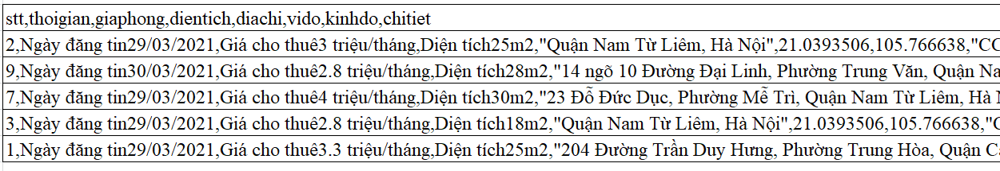 stt,thoigian,giaphong,dientich,diachi,vido,kinhdo,chitiet
2,Ngày đăng tin29/03/2021,Giá cho thuê3 triệu/tháng,Diện tích25m2,"Quận Nam Từ Liêm, Hà Nội",21.0393506,105.766638,"CC
9,Ngày đăng tin30/03/2021,Giá cho thuê2.8 triệu/tháng,Diện tích28m2,"14 ngõ 10 Đường Đại Linh, Phường Trung Văn, Quận Na
7,Ngày đăng tin29/03/2021,Giá cho thuê4 triệu/tháng,Diện tích30m2,"23 Đỗ Đức Dục, Phường Mễ Trì, Quận Nam Từ Liêm, Hà
3,Ngày đăng tin29/03/2021,Giá cho thuê2.8 triệu/tháng,Diện tích18m2,"Quận Nam Từ Liêm, Hà Nội",21.0393506,105.766638,"
1,Ngày đăng tin29/03/2021,Giá cho thuê3.3 triệu/tháng,Diện tích25m2,"204 Đường Trần Duy Hưng, Phường Trung Hòa, Quận